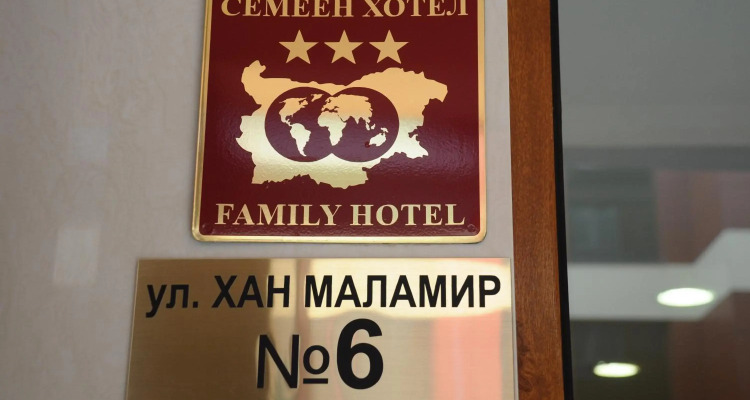 СЕМЕЕН ХОТЕЛ
FAMILY HOTEL
ул. ХАН МАЛАМИР
№6